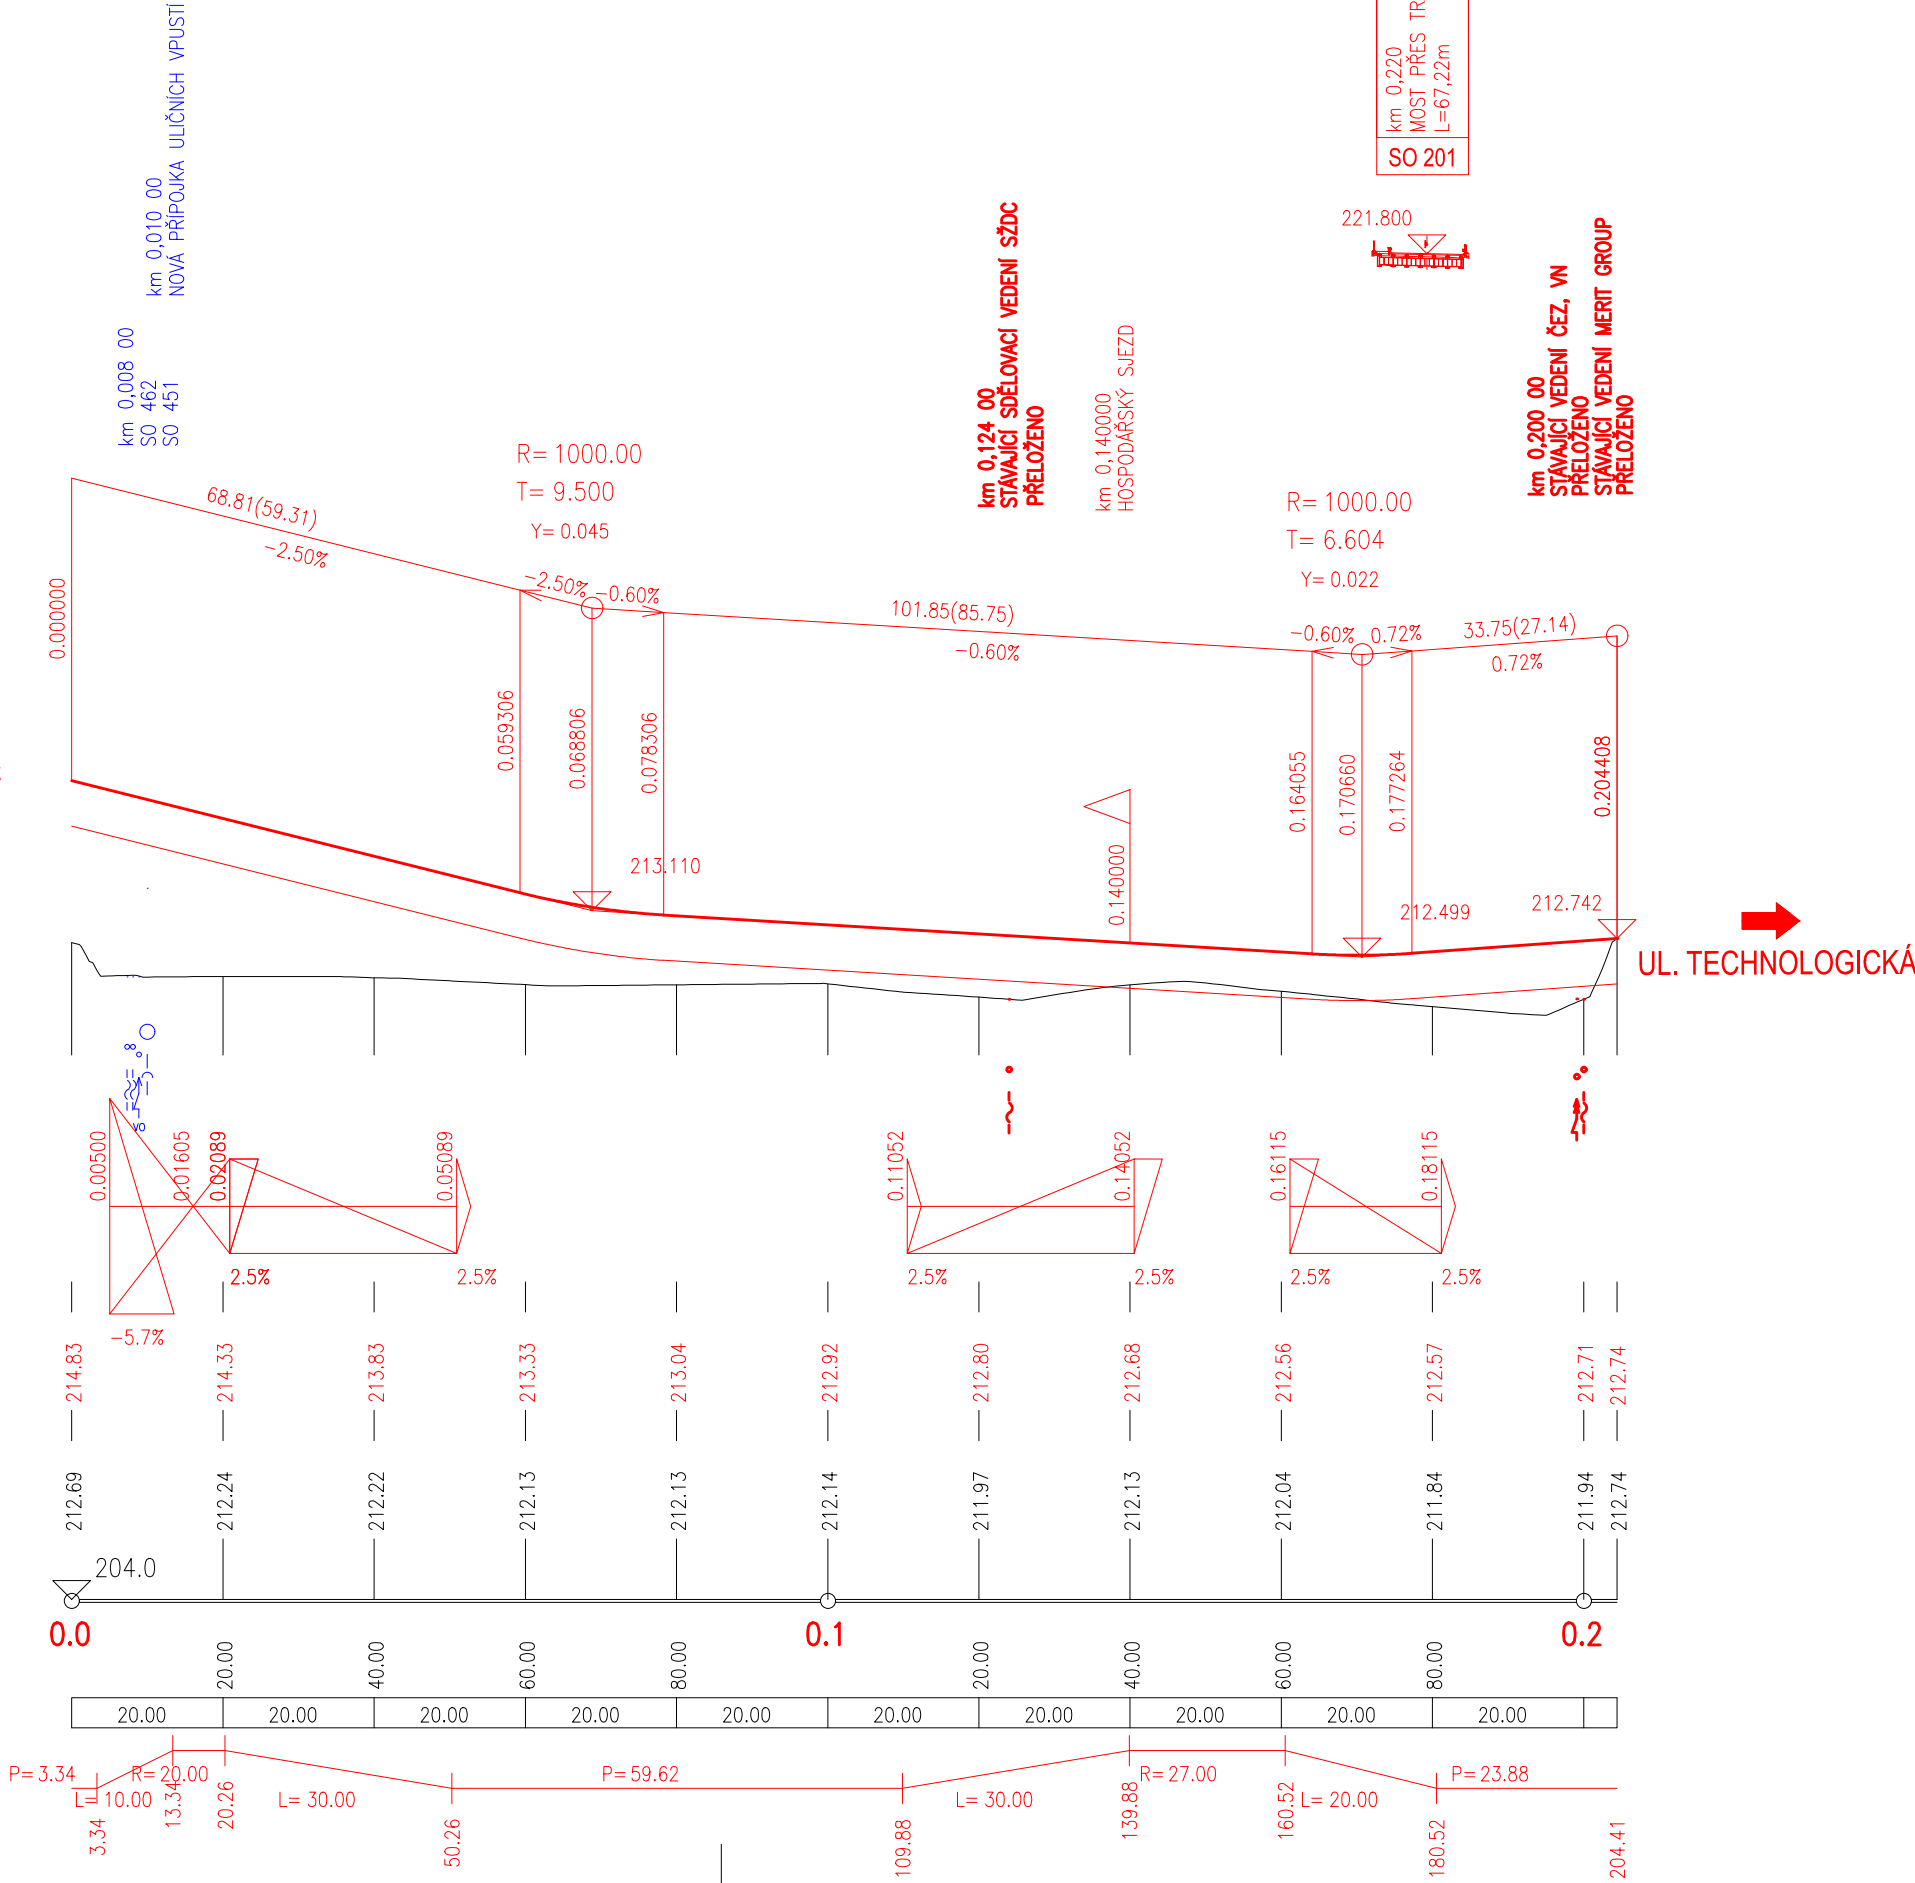 km 0,008 00
SO 462
SO 451
km 0,010 00
NOVÁ PŘÍPOJKA ULIČNÍCH VPUSTÍ
km 0,220
MOST PŘES
L=67,22m
SO 201
221.800
km 0,124 00
STÁVAJÍCÍ SDĚLOVACÍ VEDENÍ SŽDC
PŘELOŽENO
km 0,140000
HOSPODÁŘSKÝ SJEZD
km 0,200 00
STÁVAJÍCÍ VEDENÍ ČEZ, VN
PŘELOŽENO
STÁVAJÍCÍ VEDENÍ MERIT GROUP
PŘELOŽENO
R= 1000.00
T= 9.500
Y= 0.045
R= 1000.00
T= 6.604
Y= 0.022
68.81(59.31)
-2.50%
-2.50%
-0.60%
101.85(85.75)
-0.60%
-0.60%
0.72%
33.75(27.14)
0.72%
0.000000
0.059306
0.068806
0.078306
0.140000
0.164055
0.170660
0.177264
0.204408
213.110
212.499
212.742
UL. TECHNOLOGICKÁ
0.00500
0.01605
0.02089
0.05089
0.11052
0.14052
0.16115
0.18115
-5.7%
2.5%
2.5%
2.5%
2.5%
2.5%
2.5%
214.83
214.33
213.83
213.33
213.04
212.92
212.80
212.68
212.56
212.57
212.71
212.74
212.69
212.24
212.22
212.13
212.13
212.14
211.97
212.13
212.04
211.84
211.94
212.74
204.0
0.0
0.1
0.2
20.00
40.00
60.00
80.00
20.00
40.00
60.00
80.00
20.00
20.00
20.00
20.00
20.00
20.00
20.00
20.00
20.00
20.00
P= 3.34
R= 20.00
P= 59.62
R= 27.00
P= 23.88
L= 10.00
L= 30.00
L= 30.00
L= 20.00
3.34
13.34
20.26
50.26
109.88
139.88
160.52
180.52
204.41